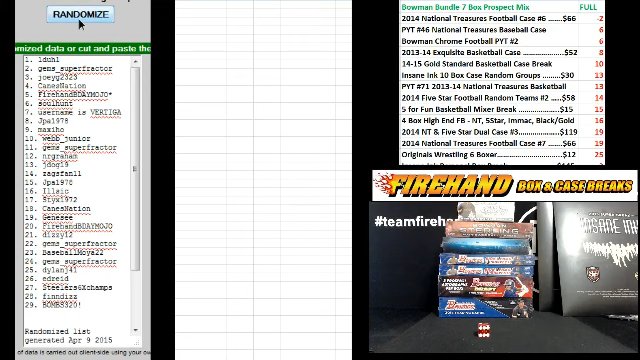 RANDOMIZE
omized data or cut and paste the
1. lduhl
2. gems_superfractor
3. joeyg2323
4. CanesNation
5. FirehandBDAYMOJO*
6. soulhunt
7. username is VERTIGA
8. Jpa1978
9. maxiho
10. webb_junior
11. gems_superfractor
12. nrgraham
13. jdog19
14. zagsfan11
15. Jpa1978
16. Illsic
17. Styx1972
18. CanesNation
19. Genesee
20. FirehandBDAYMOJO
21. dizzy12
22. gems_superfractor
23. BaseballMoya22
24. gems_superfractor
25. dylanj41
26. edreid
27. Steelers6Xchamps
28. finndizz
29. BOMBS320!
Randomized list
generated Apr 9 2015
of data is carried out client-side using your ow
Bowman Bundle 7 Box Prospect Mix FULL
2014 National Treasures Football Case #6 $66 -2
PYT #46 National Treasures Baseball Case 6
Bowman Chrome Football PYT #2 6
2013-14 Exquisite Basketball Case $52 8
14-15 Gold Standard Basketball Case Break 10
Insane Ink 10 Box Case Random Groups $30 13
PYT #71 2013-14 National Treasures Basketball 13
2014 Five Star Football Random Teams #2 $58 14
5 for Fun Basketball Mixer Break $15 15
4 Box High End FB - NT, 5Star, Immac, Black/Gold 16
2014 NT & Five Star Dual Case #3 $119 19
2014 National Treasures Football Case #7 $66 19
Originals Wrestling 6 Boxer $12 25
FIREHAND BOX & CASE BREAKS
#teamfireh
BOWMAN
STERLING
INSANE INK